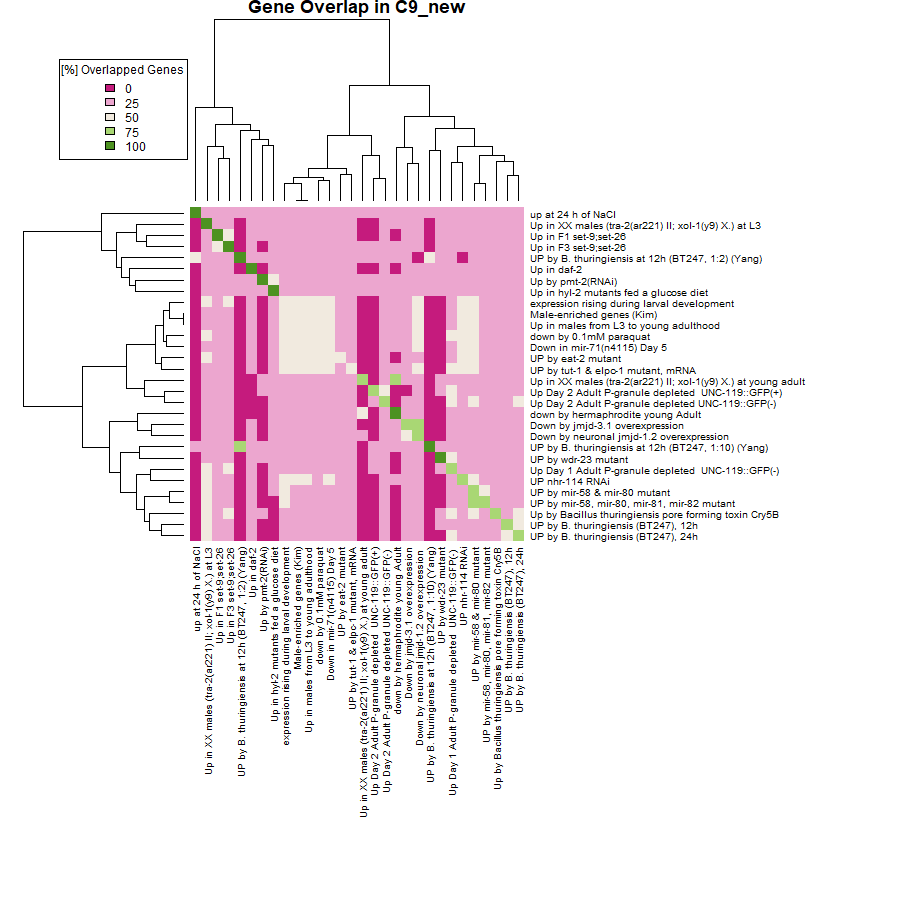 Gene Overlap in C9_new
[%] Overlapped Genes
0
25
50
75
100
up at 24 h of NaCl
Up in XX males (tra-2(ar221) II; xol-1(y9) X.) at L3
Up in F1 set-9;set-26
Up in F3 set-9;set-26
UP by B. thuringiensis at 12h (BT247, 1:2) (Yang)
Up in daf-2
Up by pmt-2(RNAi)
Up in hyl-2 mutants fed a glucose diet
expression rising during larval development
Male-enriched genes (Kim)
Up in males from L3 to young adulthood
down by 0.1mM paraquat
Down in mir-71(n4115) Day 5
UP by eat-2 mutant
UP by tut-1 & elpo-1 mutant, mRNA
Up in XX males (tra-2(ar221) II; xol-1(y9) X.) at young adult
Up Day 2 Adult P-granule depleted UNC-119::GFP(+)
Up Day 2 Adult P-granule depleted UNC-119::GFP(-)
down by hermaphrodite young Adult
Down by jmjd-3.1 overexpression
Down by neuronal jmjd-1.2 overexpression
UP by B. thuringiensis at 12h (BT247, 1:10) (Yang)
UP by wdr-23 mutant
Up Day 1 Adult P-granule depleted UNC-119::GFP(-)
UP nhr-114 RNAi
UP by mir-58 & mir-80 mutant
UP by mir-58, mir-80, mir-81, mir-82 mutant
Up by Bacillus thuringiensis pore forming toxin Cry5B
UP by B. thuringiensis (BT247), 12h
UP by B. thuringiensis (BT247), 24h
up at 24 h of NaCl
Up in XX males (tra-2(ar221) II; xol-1(y9) X.) at L3
Up in F1 set-9;set-26
Up in F3 set-9;set-26
UP by B. thuringiensis at 12h (BT247, 1:2) (Yang)
Up in daf-2
Up by pmt-2(RNAi)
Up in hyl-2 mutants fed a glucose diet
expression rising during larval development
Male-enriched genes (Kim)
Up in males from L3 to young adulthood
down by 0.1mM paraquat
Down in mir-71(n4115) Day 5
UP by eat-2 mutant
UP by tut-1 & elpo-1 mutant, mRNA
Up in XX males (tra-2(ar221) II; xol-1(y9) X.) at young adult
Up Day 2 Adult P-granule depleted UNC-119::GFP(+)
Up Day 2 Adult P-granule depleted UNC-119::GFP(-)
down by hermaphrodite young Adult
Down by jmjd-3.1 overexpression
Down by neuronal jmjd-1.2 overexpression
UP by B. thuringiensis at 12h (BT247, 1:10) (Yang)
UP by wdr-23 mutant
Up Day 1 Adult P-granule depleted UNC-119::GFP(-)
UP nhr-114 RNAi
UP by mir-58 & mir-80 mutant
UP by mir-58, mir-80, mir-81, mir-82 mutant
Up by Bacillus thuringiensis pore forming toxin Cry5B
UP by B. thuringiensis (BT247), 12h
UP by B. thuringiensis (BT247), 24h